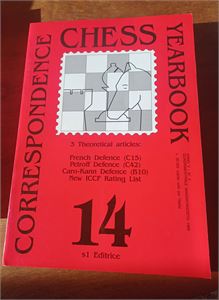 CORRESPONDENCE
CHESS
YEARBOOK
3 Theoretical articles:
French Defence (C15)
Petroff Defence (C42)
Caro-Kann Defence (B10)
New ICCF Rating List
14
s1 Editrice